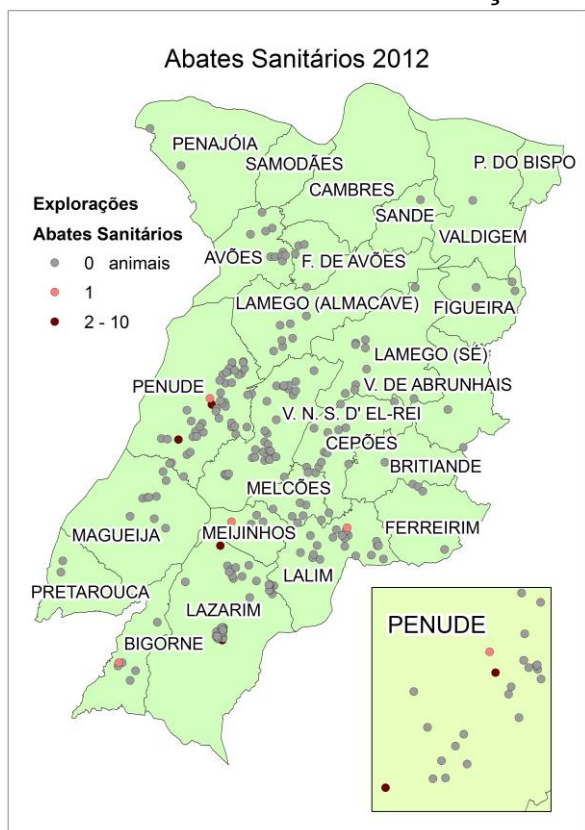 Abates Sanitários 2012
PENAJÓIA
SAMODÃES
P. DO BISPO
CAMBRES
SANDE
Explorações
VALDIGEM
Abates Sanitários
AVÕES
F. DE AVÕES
0 animais
1
LAMEGO (ALMACAVE)
FIGUEIRA
2 - 10
LAMEGO (SÉ)
PENUDE
V. DE ABRUNHAIS
V. N. S. D' EL-REI
CEPÕES
BRITIANDE
MELCÕES
FERREIRIM
MAGUEIJA
MEIJINHOS
LALIM
PRETAROUCA
LAZARIM
PENUDE
BIGORNE